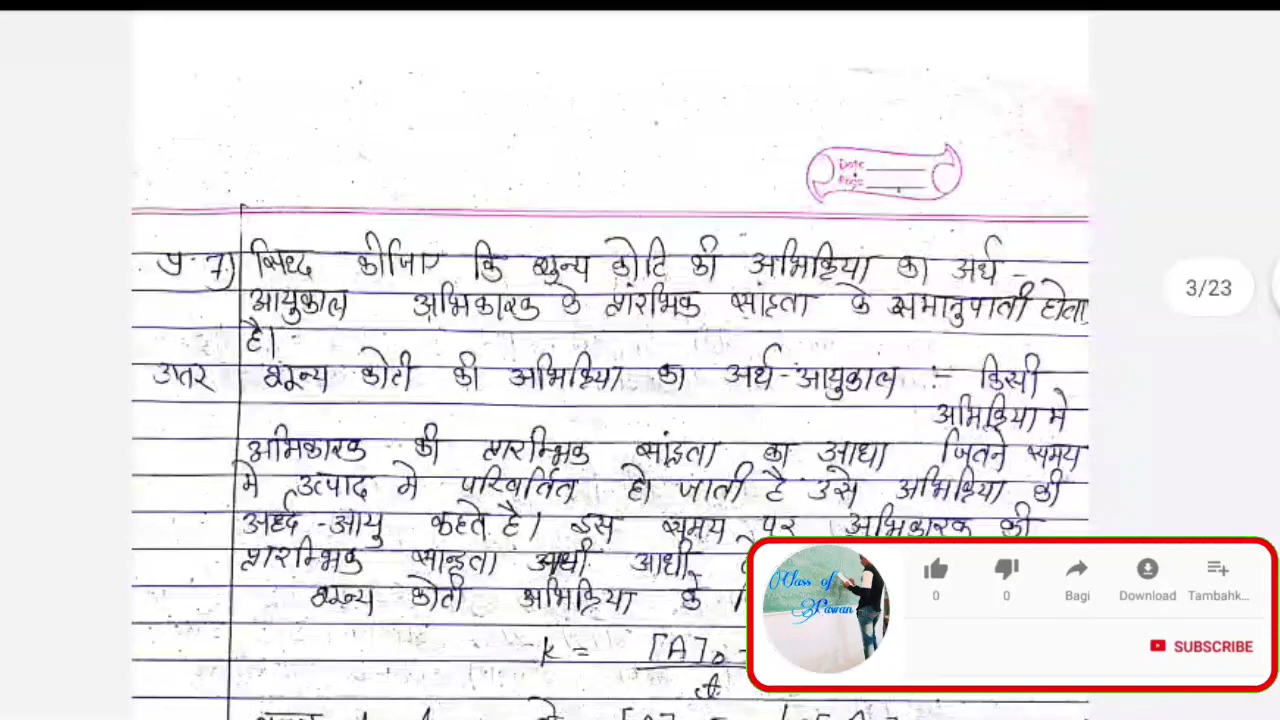 Date
Page
3/23
प्र.7) सिध्द कीजिए कि शुन्य कोटि की अभिक्रिया का अर्ध -
आयुकाल अभिकारक के प्रारंभिक सांद्रता के समानुपाती होता
है।
उत्तर शून्य कोटी की अभिक्रिया का अर्ध-आयुकाल :- किसी
अभिक्रिया मे
अभिकारक की प्रारम्भिक सांद्रता का आधा जितने समय
मे उत्पाद मे परिवर्तित हो जाती है उसे अभिक्रिया की
अर्ध्द-आयु कहते है। इस समय पर अभिकारक की
प्रारम्भिक सान्द्रता आधी
शून्य कोटी अभिक्रिया के
k = [A]₀ -
t
Class of
Pawan
0 0 Bagi Download Tambahk...
SUBSCRIBE